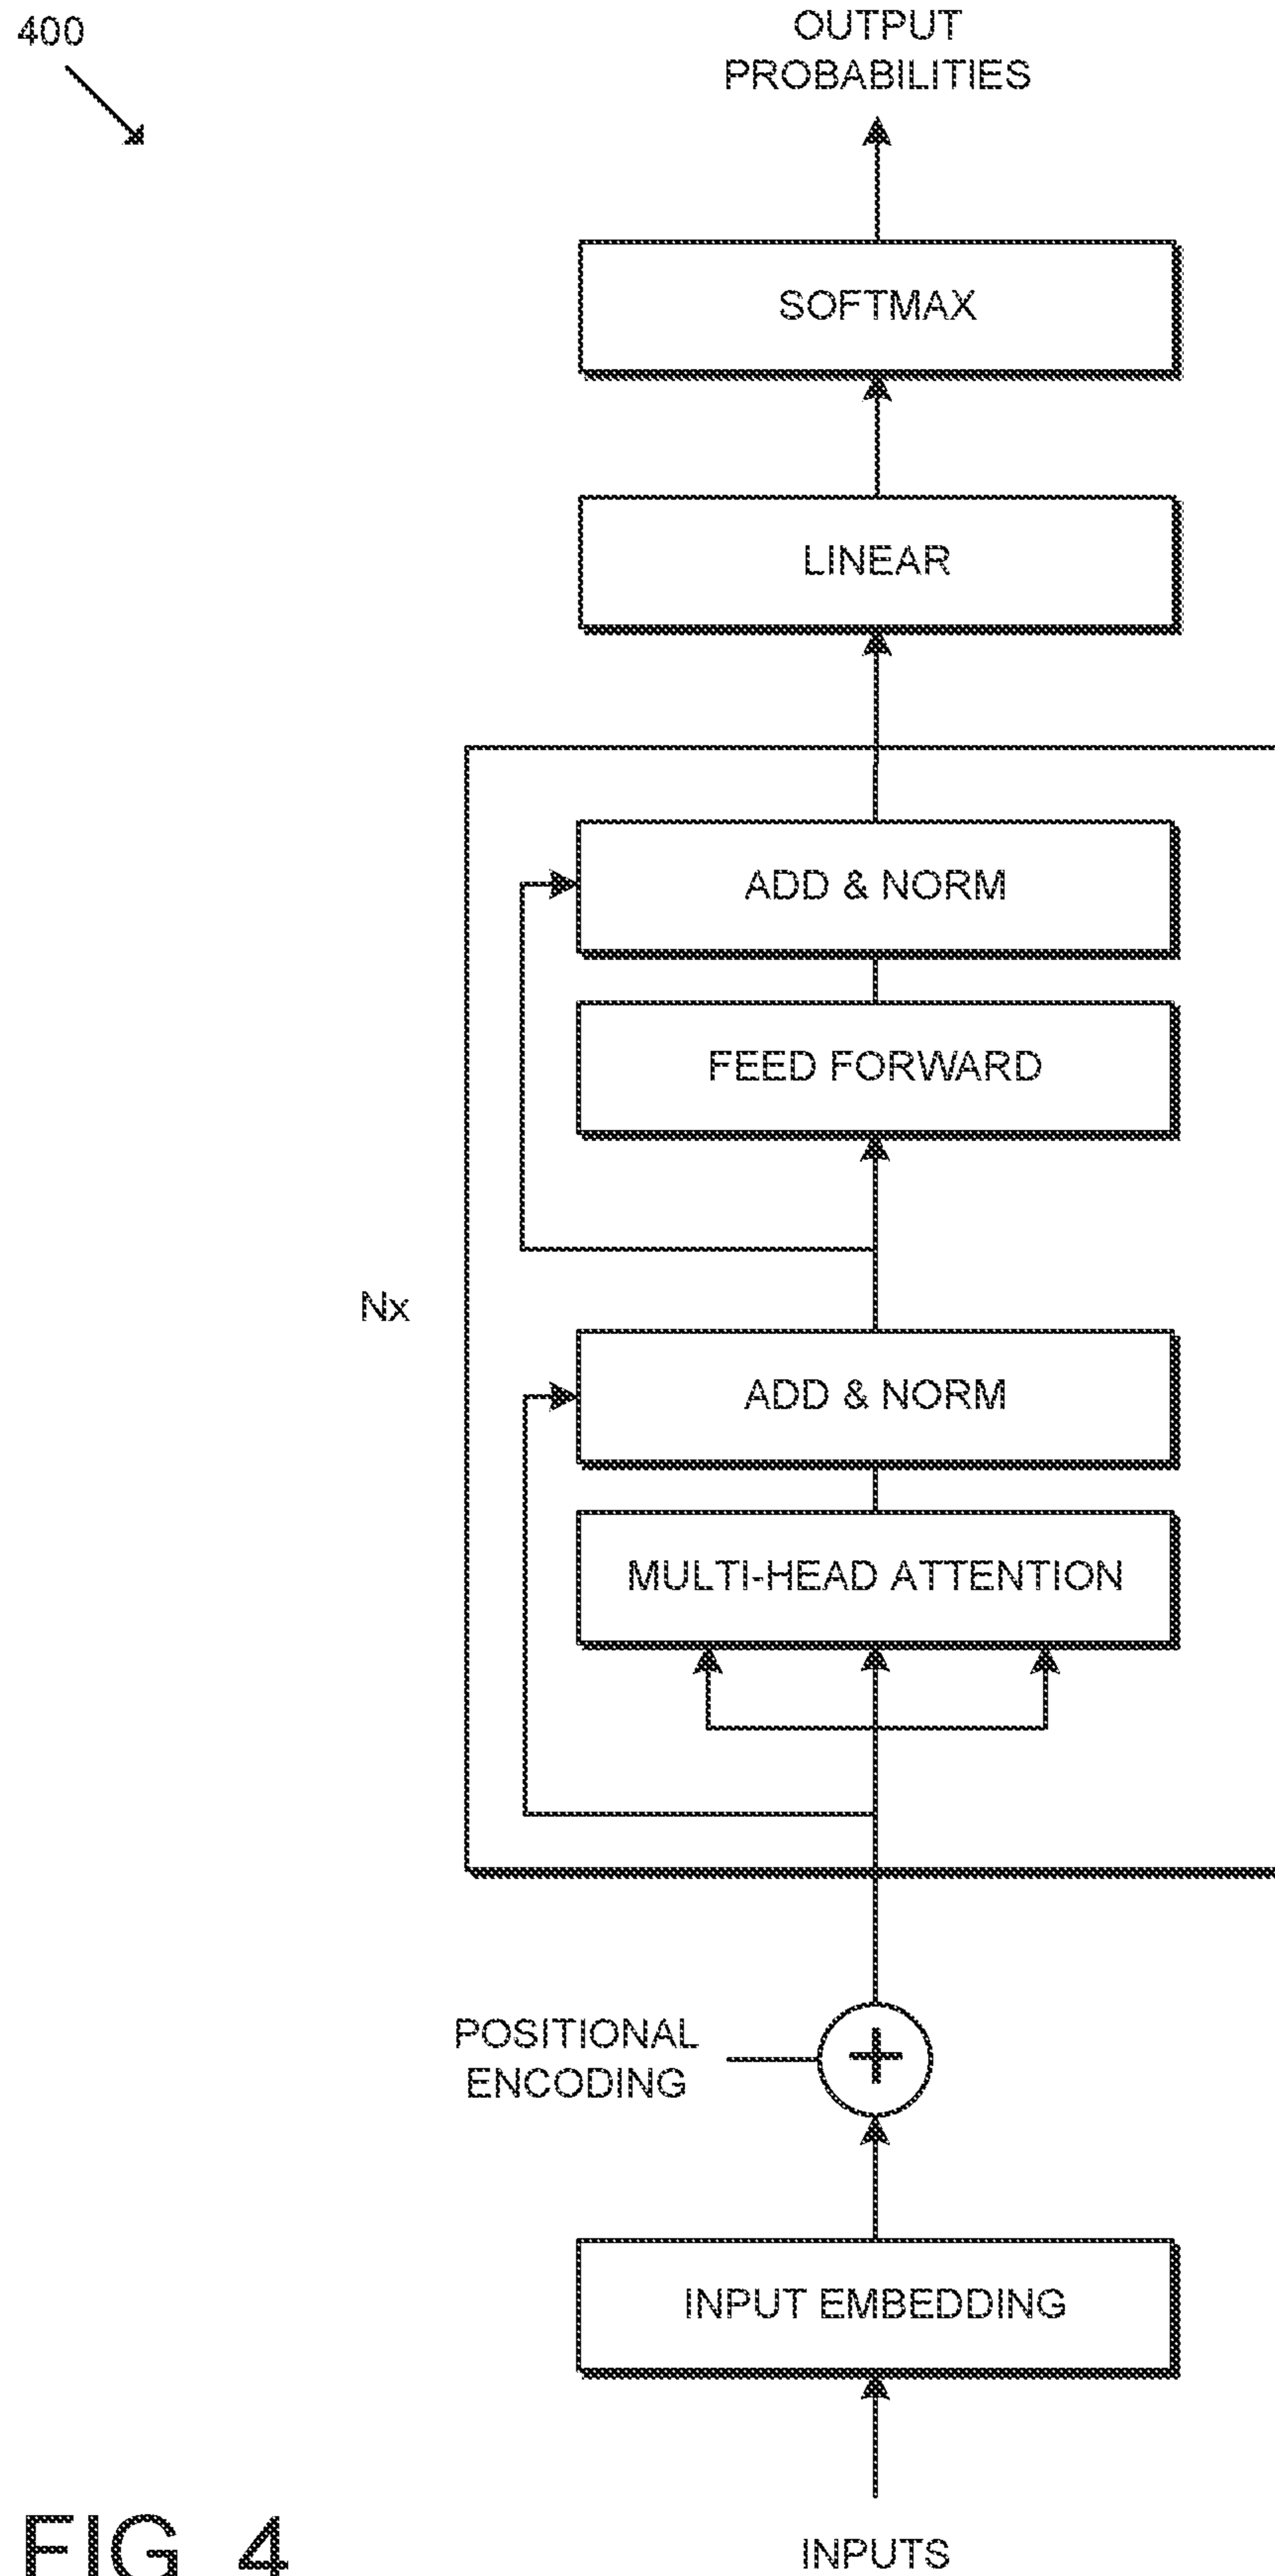 400
OUTPUT
PROBABILITIES
SOFTMAX
LINEAR
ADD & NORM
FEED FORWARD
Nx
ADD & NORM
MULTI-HEAD ATTENTION
POSITIONAL
ENCODING
+
INPUT EMBEDDING
INPUTS
FIG. 4